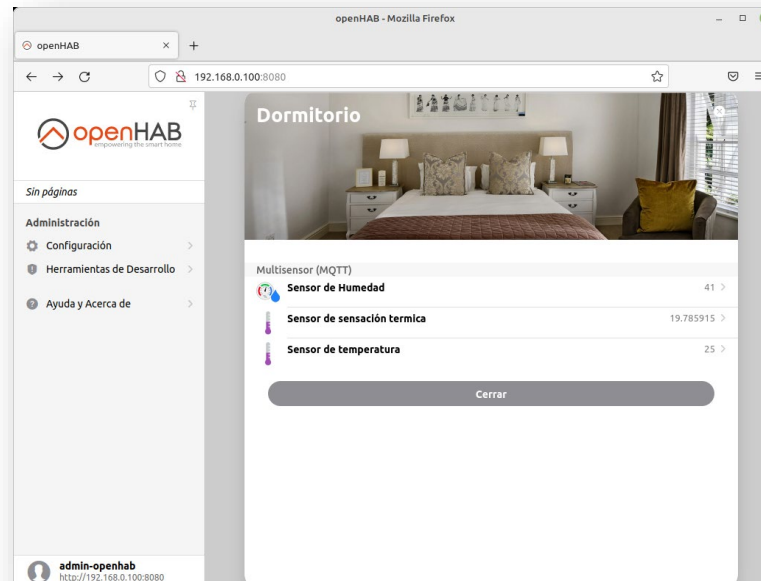 openHAB - Mozilla Firefox
openHAB
192.168.0.100:8080
openHAB
empowering the smart home
Sin páginas
Administración
Configuración
Herramientas de Desarrollo
Ayuda y Acerca de
admin-openhab
http://192.168.0.100:8080
Dormitorio
Multisensor (MQTT)
Sensor de Humedad 41
Sensor de sensación termica 19.785915
Sensor de temperatura 25
Cerrar